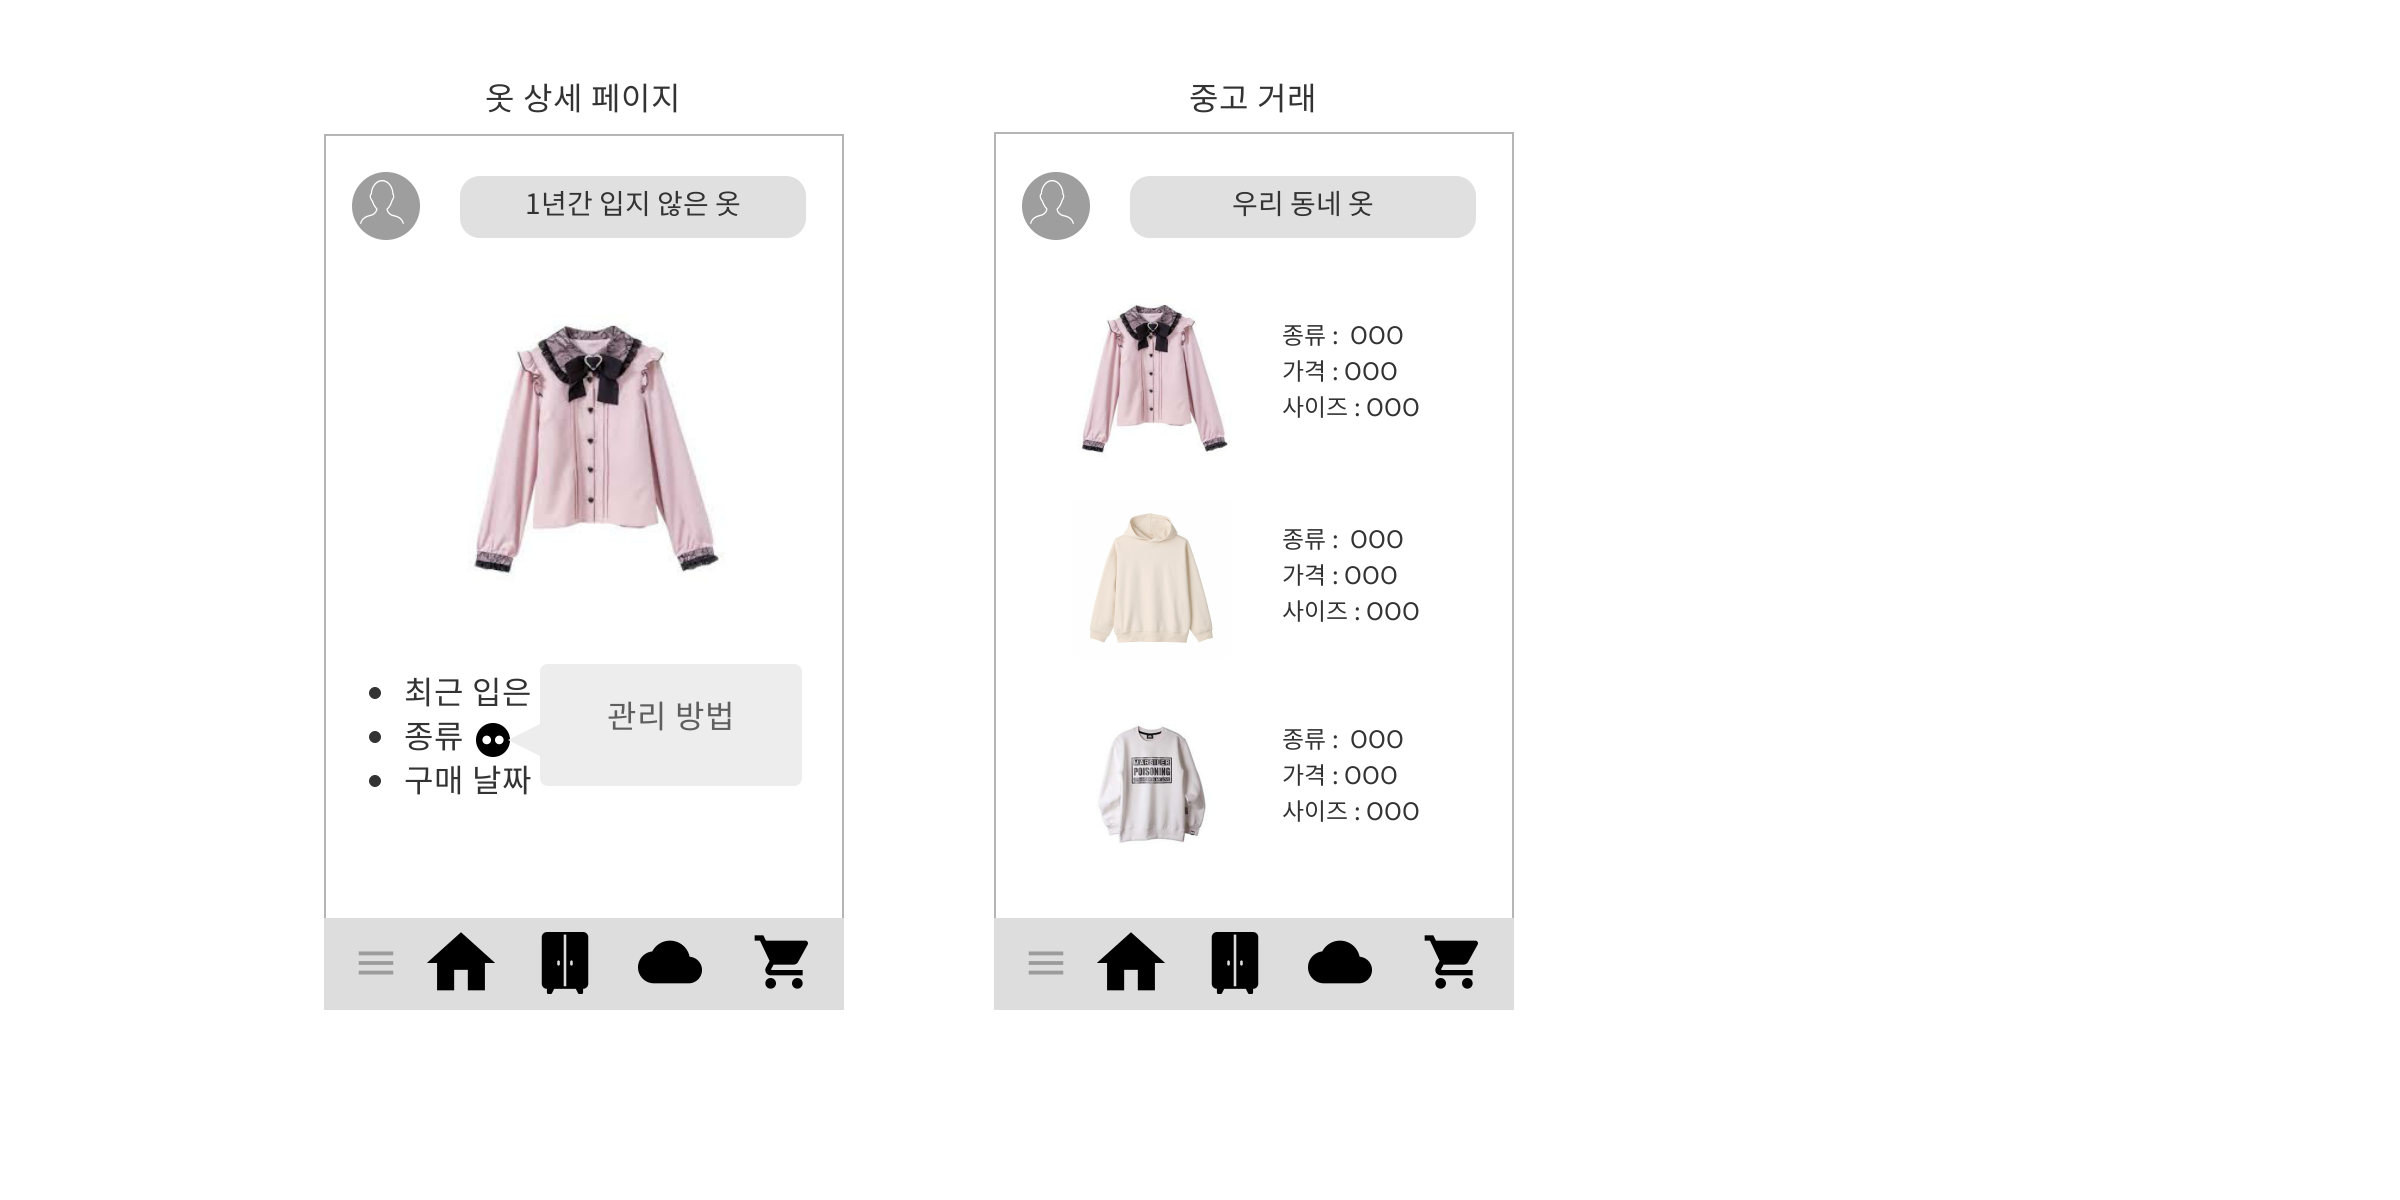 옷 상세 페이지
1년간 입지 않은 옷
최근 입은
종류
관리 방법
구매 날짜
중고 거래
우리 동네 옷
종류 :  OOO
가격 : OOO
사이즈 : OOO
종류 :  OOO
가격 : OOO
사이즈 : OOO
POISONING
종류 :  OOO
가격 : OOO
사이즈 : OOO